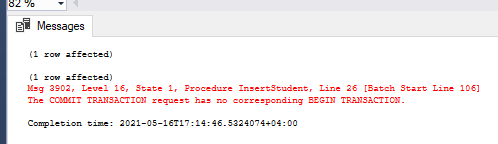 82 %
Messages
(1 row affected)
(1 row affected)
Msg 3902, Level 16, State 1, Procedure InsertStudent, Line 26 [Batch Start Line 106]
The COMMIT TRANSACTION request has no corresponding BEGIN TRANSACTION.
Completion time: 2021-05-16T17:14:46.5324074+04:00